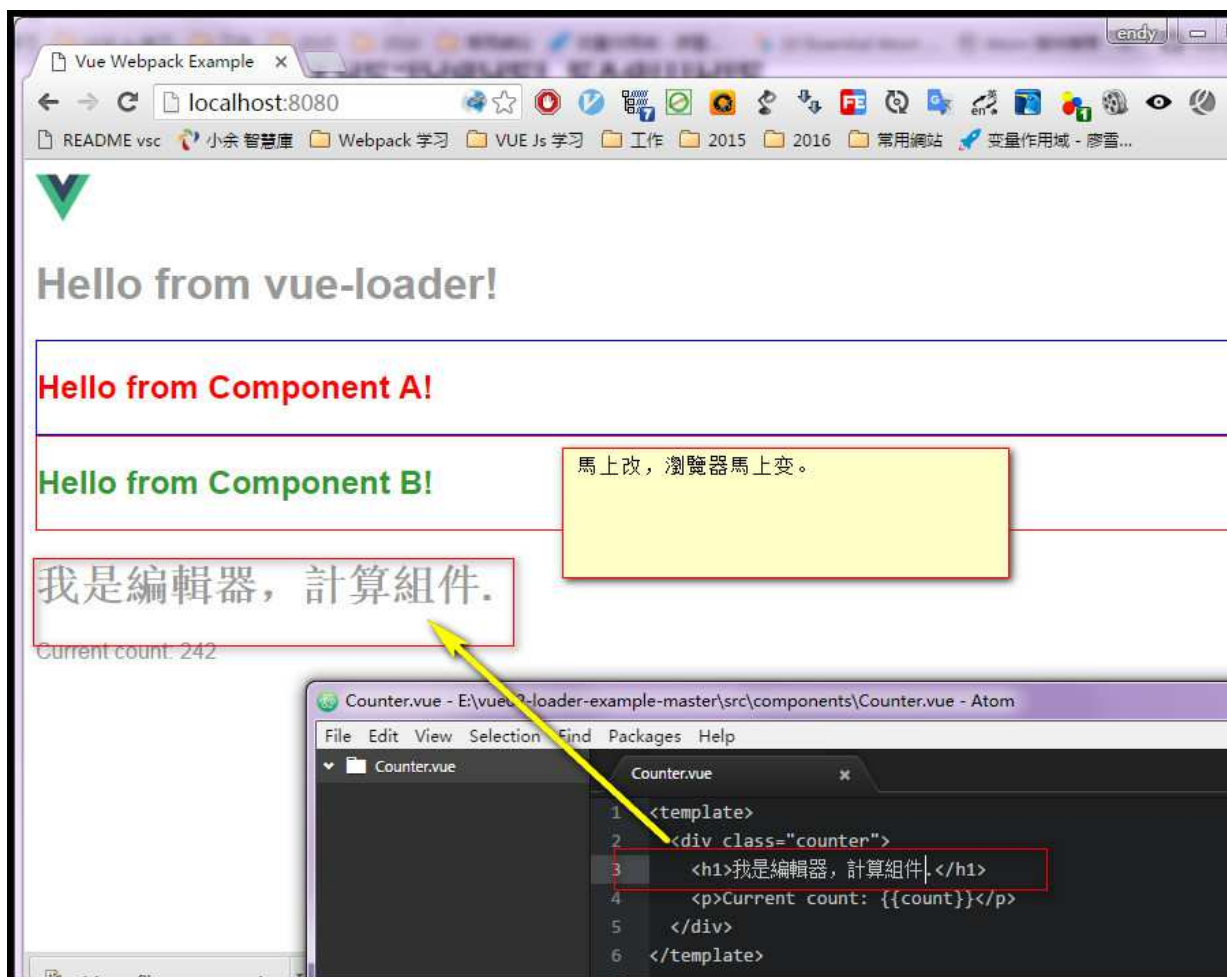 endy
Vue Webpack Example
localhost:8080
README vsc 小余 智慧庫 Webpack 学习 VUE Js 学习 工作 2015 2016 常用網站 变量作用域 - 廖雪...
Hello from vue-loader!
Hello from Component A!
Hello from Component B!
馬上改，瀏覽器馬上变。
我是編輯器，計算組件.
Current count: 242
Counter.vue - E:\vue -loader-example-master\src\components\Counter.vue - Atom
File Edit View Selection Find Packages Help
Counter.vue
Counter.vue
1 <template>
2 <div class="counter">
3 <h1>我是編輯器，計算組件.</h1>
4 <p>Current count: {{count}}</p>
5 </div>
6 </template>